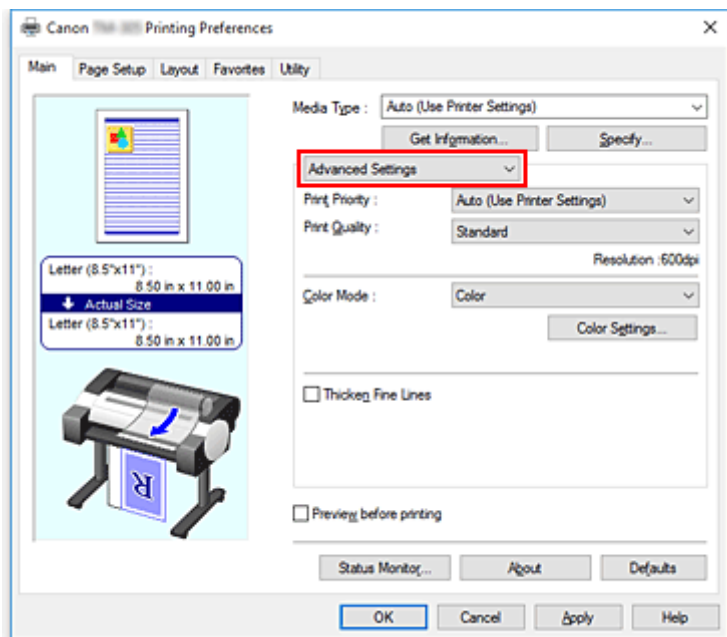 Canon Printing Preferences
Main Page Setup Layout Favorites Utility
Media Type : Auto (Use Printer Settings)
Get Information... Specify...
Advanced Settings
Print Priority : Auto (Use Printer Settings)
Print Quality : Standard
Resolution :600dpi
Letter (8.5"x11") :
8.50 in x 11.00 in
Actual Size
Letter (8.5"x11") :
8.50 in x 11.00 in
Color Mode : Color
Color Settings...
Thicken Fine Lines
R
Preview before printing
Status Monitor... About Defaults
OK Cancel Apply Help